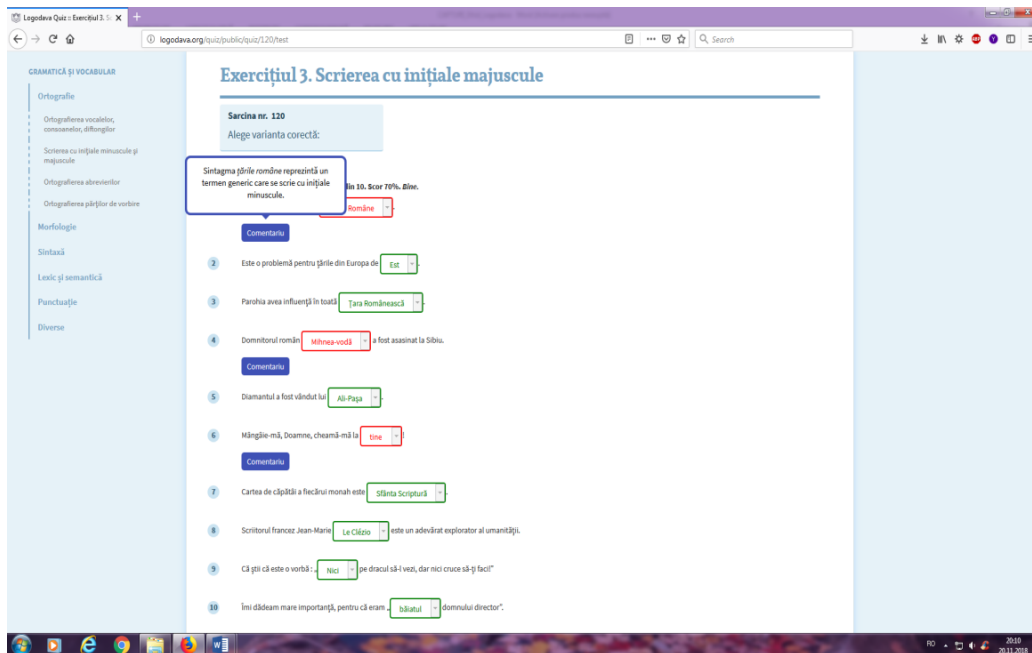 Logodava Quiz :: Exercițiul 3. Sc
logodava.org/quiz/public/quiz/120/test
Search
GRAMATICĂ ȘI VOCABULAR
Ortografie
Ortografierea vocalelor,
consoanelor, diftongilor
Scrierea cu inițiale minuscule și
majuscule
Ortografierea abrevierilor
Ortografierea părților de vorbire
Morfologie
Sintaxă
Lexic și semantică
Punctuație
Diverse
Exercițiul 3. Scrierea cu inițiale majuscule
Sarcina nr. 120
Alege varianta corectă:
Sintagma țările române reprezintă un
termen generic care se scrie cu inițiale
minuscule.
din 10. Scor 70%. Bine.
Române .
Comentariu
2 Este o problemă pentru ţările din Europa de Est .
3 Parohia avea influenţă în toată Țara Românească .
4 Domnitorul român Mihnea-vodă a fost asasinat la Sibiu.
Comentariu
5 Diamantul a fost vândut lui Ali-Paşa .
6 Mângâie-mă, Doamne, cheamă-mă la tine !
Comentariu
7 Cartea de căpătâi a fiecărui monah este Sfânta Scriptură .
8 Scriitorul francez Jean-Marie Le Clézio este un adevărat explorator al umanităţii.
9 Că ştii că este o vorbă : „ Nici pe dracul să-l vezi, dar nici cruce să-ţi faci!”
10 Îmi dădeam mare importanţă, pentru că eram „ băiatul domnului director”.
RO
20:10
20.11.2018